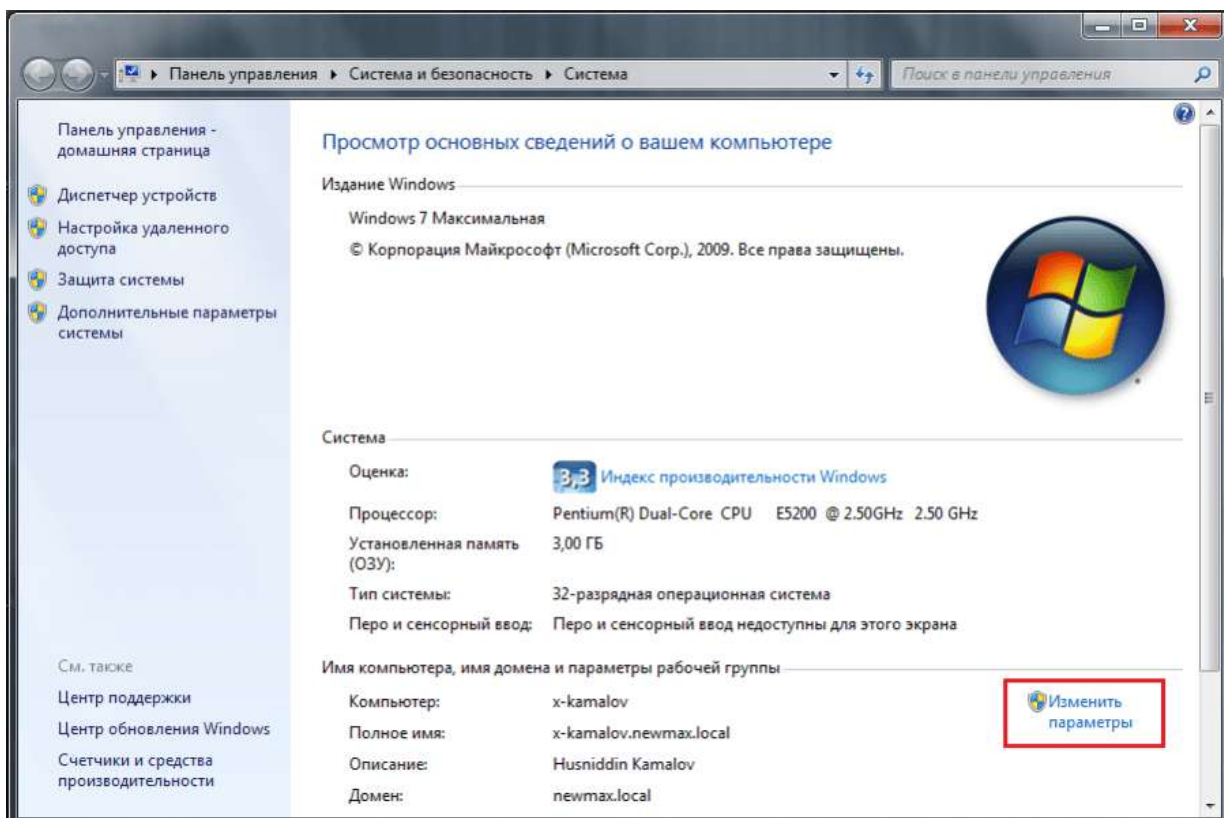 Панель управления ▸ Система и безопасность ▸ Система
Поиск в панели управления
Панель управления -
домашняя страница
Диспетчер устройств
Настройка удаленного
доступа
Защита системы
Дополнительные параметры
системы
См. также
Центр поддержки
Центр обновления Windows
Счетчики и средства
производительности
Просмотр основных сведений о вашем компьютере
Издание Windows
Windows 7 Максимальная
© Корпорация Майкрософт (Microsoft Corp.), 2009. Все права защищены.
Система
Оценка: 3,3 Индекс производительности Windows
Процессор: Pentium(R) Dual-Core CPU E5200 @ 2.50GHz 2.50 GHz
Установленная память 3,00 ГБ
(ОЗУ):
Тип системы: 32-разрядная операционная система
Перо и сенсорный ввод: Перо и сенсорный ввод недоступны для этого экрана
Имя компьютера, имя домена и параметры рабочей группы
Компьютер: x-kamalov
Полное имя: x-kamalov.newmax.local
Описание: Husniddin Kamalov
Домен: newmax.local
Изменить
параметры